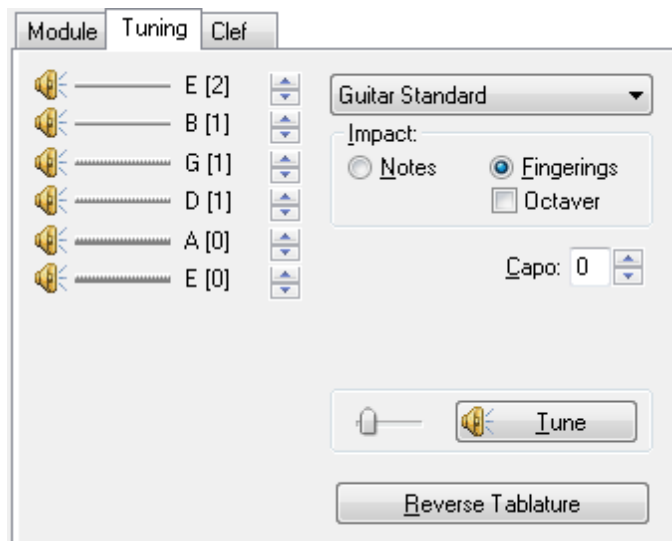 Module Tuning Clef
E [2]
B [1]
G [1]
D [1]
A [0]
E [0]
Guitar Standard
Impact:
Notes Fingerings
Octaver
Capo: 0
Tune
Reverse Tablature